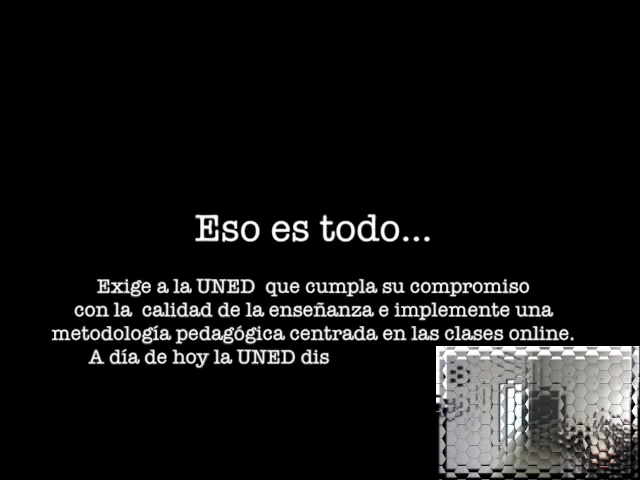 Eso es todo...
Exige a la UNED que cumpla su compromiso
con la calidad de la enseñanza e implemente una
metodología pedagógica centrada en las clases online.
A día de hoy la UNED dis